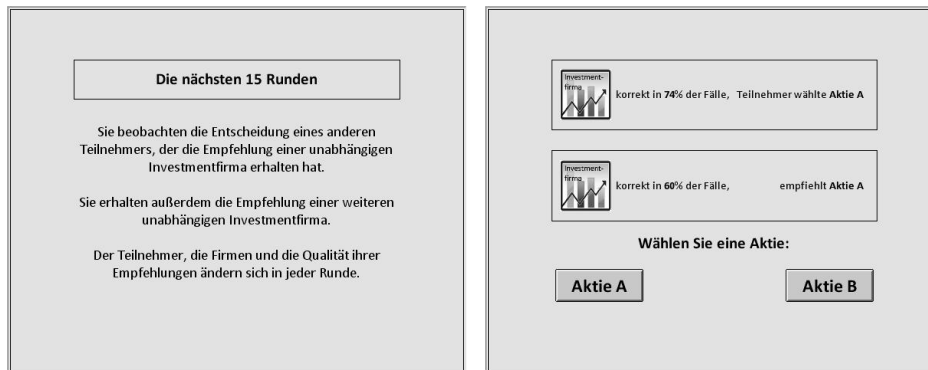 Die nächsten 15 Runden
Sie beobachten die Entscheidung eines anderen
Teilnehmers, der die Empfehlung einer unabhängigen
Investmentfirma erhalten hat.
Sie erhalten außerdem die Empfehlung einer weiteren
unabhängigen Investmentfirma.
Der Teilnehmer, die Firmen und die Qualität ihrer
Empfehlungen ändern sich in jeder Runde.
Investment-
firma
korrekt in 74% der Fälle, Teilnehmer wählte Aktie A
Investment-
firma
korrekt in 60% der Fälle, empfiehlt Aktie A
Wählen Sie eine Aktie:
Aktie A Aktie B